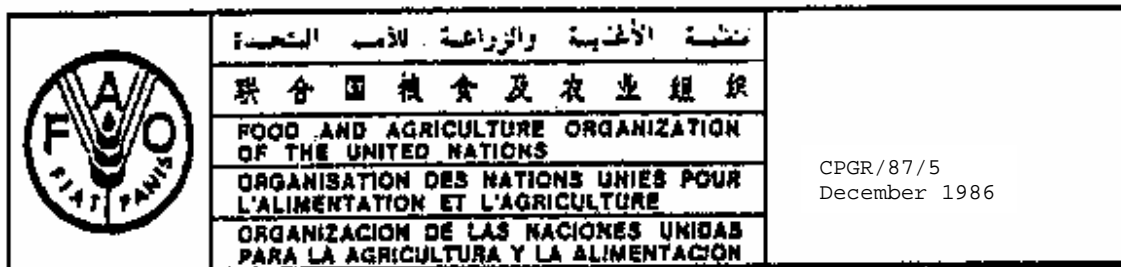 FAO
FIAT PANIS
منظمة الأغذية والزراعة للأمم المتحدة
联合国粮食及农业组织
FOOD AND AGRICULTURE ORGANIZATION
OF THE UNITED NATIONS
ORGANISATION DES NATIONS UNIES POUR
L'ALIMENTATION ET L'AGRICULTURE
ORGANIZACION DE LAS NACIONES UNIDAS
PARA LA AGRICULTURA Y LA ALIMENTACION
CPGR/87/5
December 1986